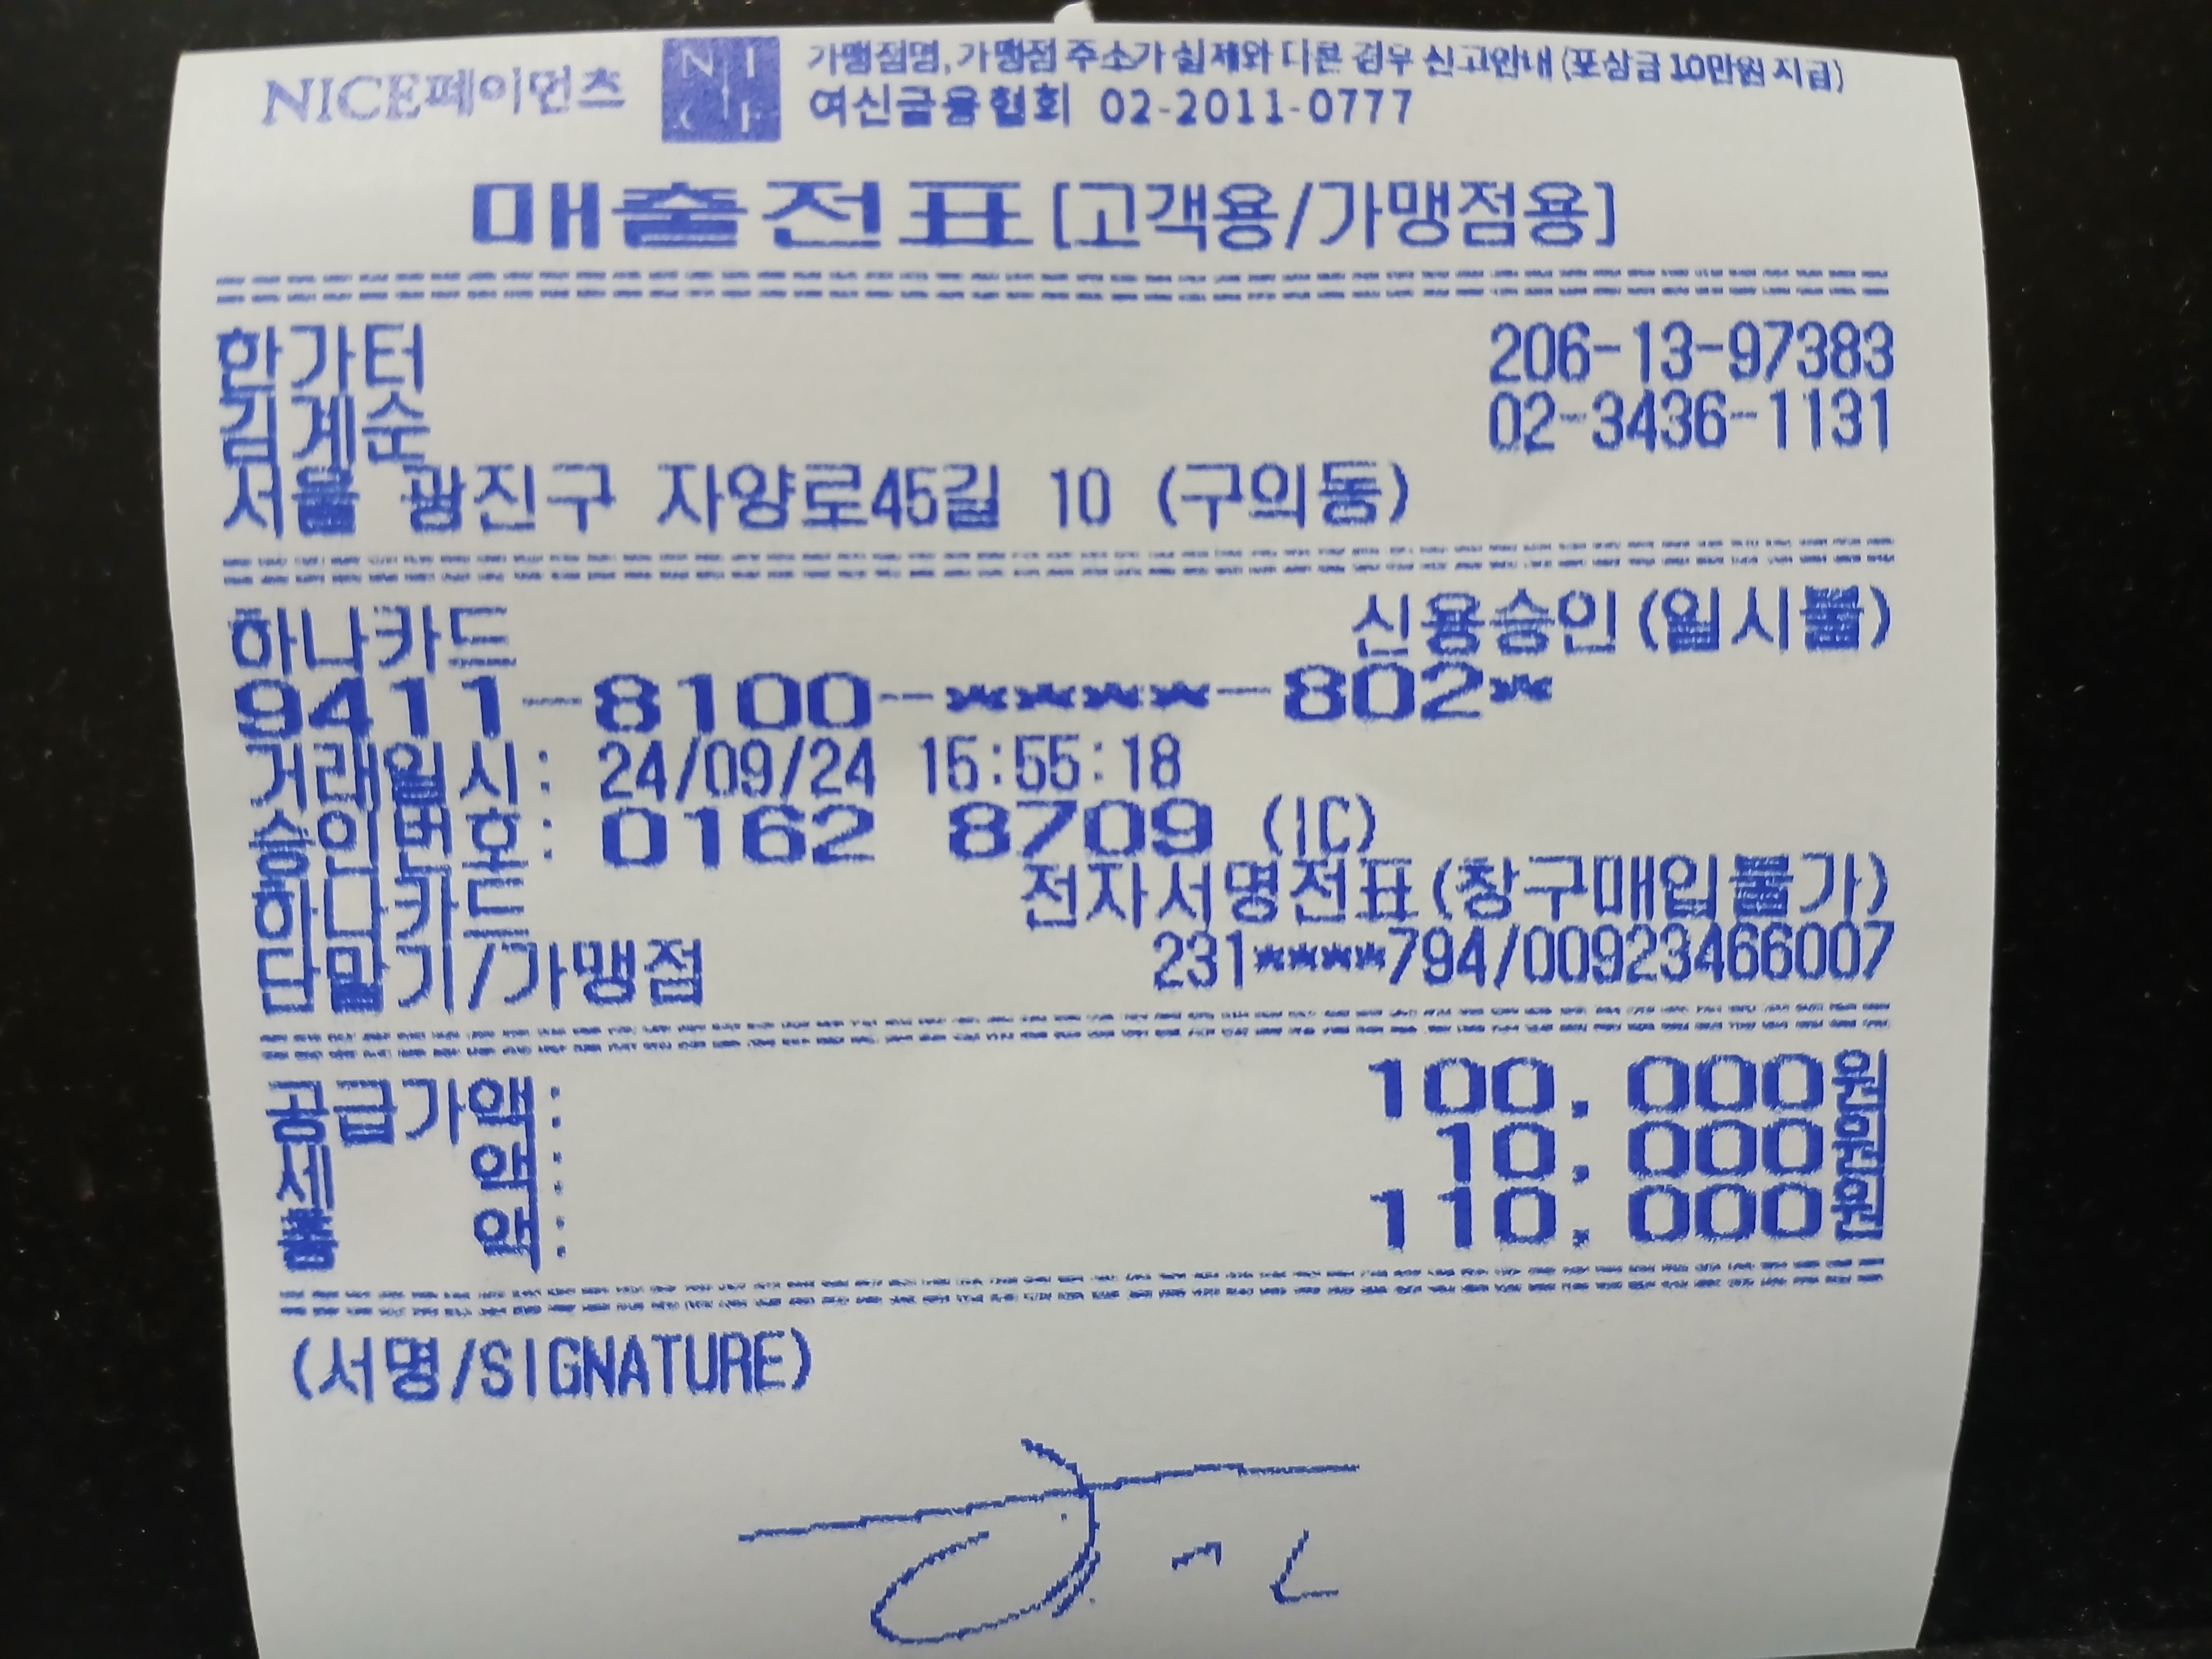 NICE페이먼츠 NICE 가맹점명, 가맹점 주소가 실제와 다른 경우 신고안내 (포상금 10만원 지급)
여신금융협회 02-2011-0777
매출전표[고객용/가맹점용]
한가터 206-13-97383
김계순 02-3436-1131
서울 광진구 자양로45길 10 (구의동)
하나카드 신용승인(일시불)
9411-8100-****-802*
거래일시: 24/09/24 15:55:18
승인번호: 0162 8709 (IC)
하나카드 전자서명전표(창구매입불가)
단말기/가맹점 231****794/00923466007
공급가액: 100,000원
세 액: 10,000원
총 액: 110,000원
(서명/SIGNATURE)